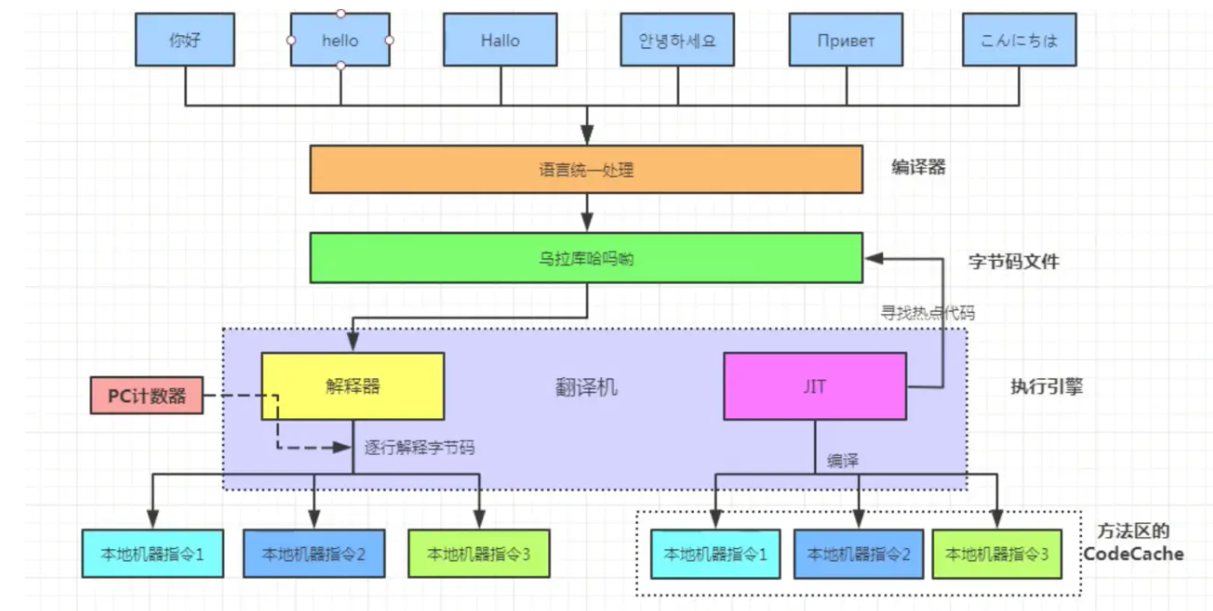 你好
hello
Hallo
안녕하세요
Привет
こんにちは
语言统一处理
编译器
乌拉库哈吗呦
字节码文件
寻找热点代码
解释器
翻译机
JIT
执行引擎
PC计数器
逐行解释字节码
编译
本地机器指令1
本地机器指令2
本地机器指令3
本地机器指令1
本地机器指令2
本地机器指令3
方法区的
CodeCache